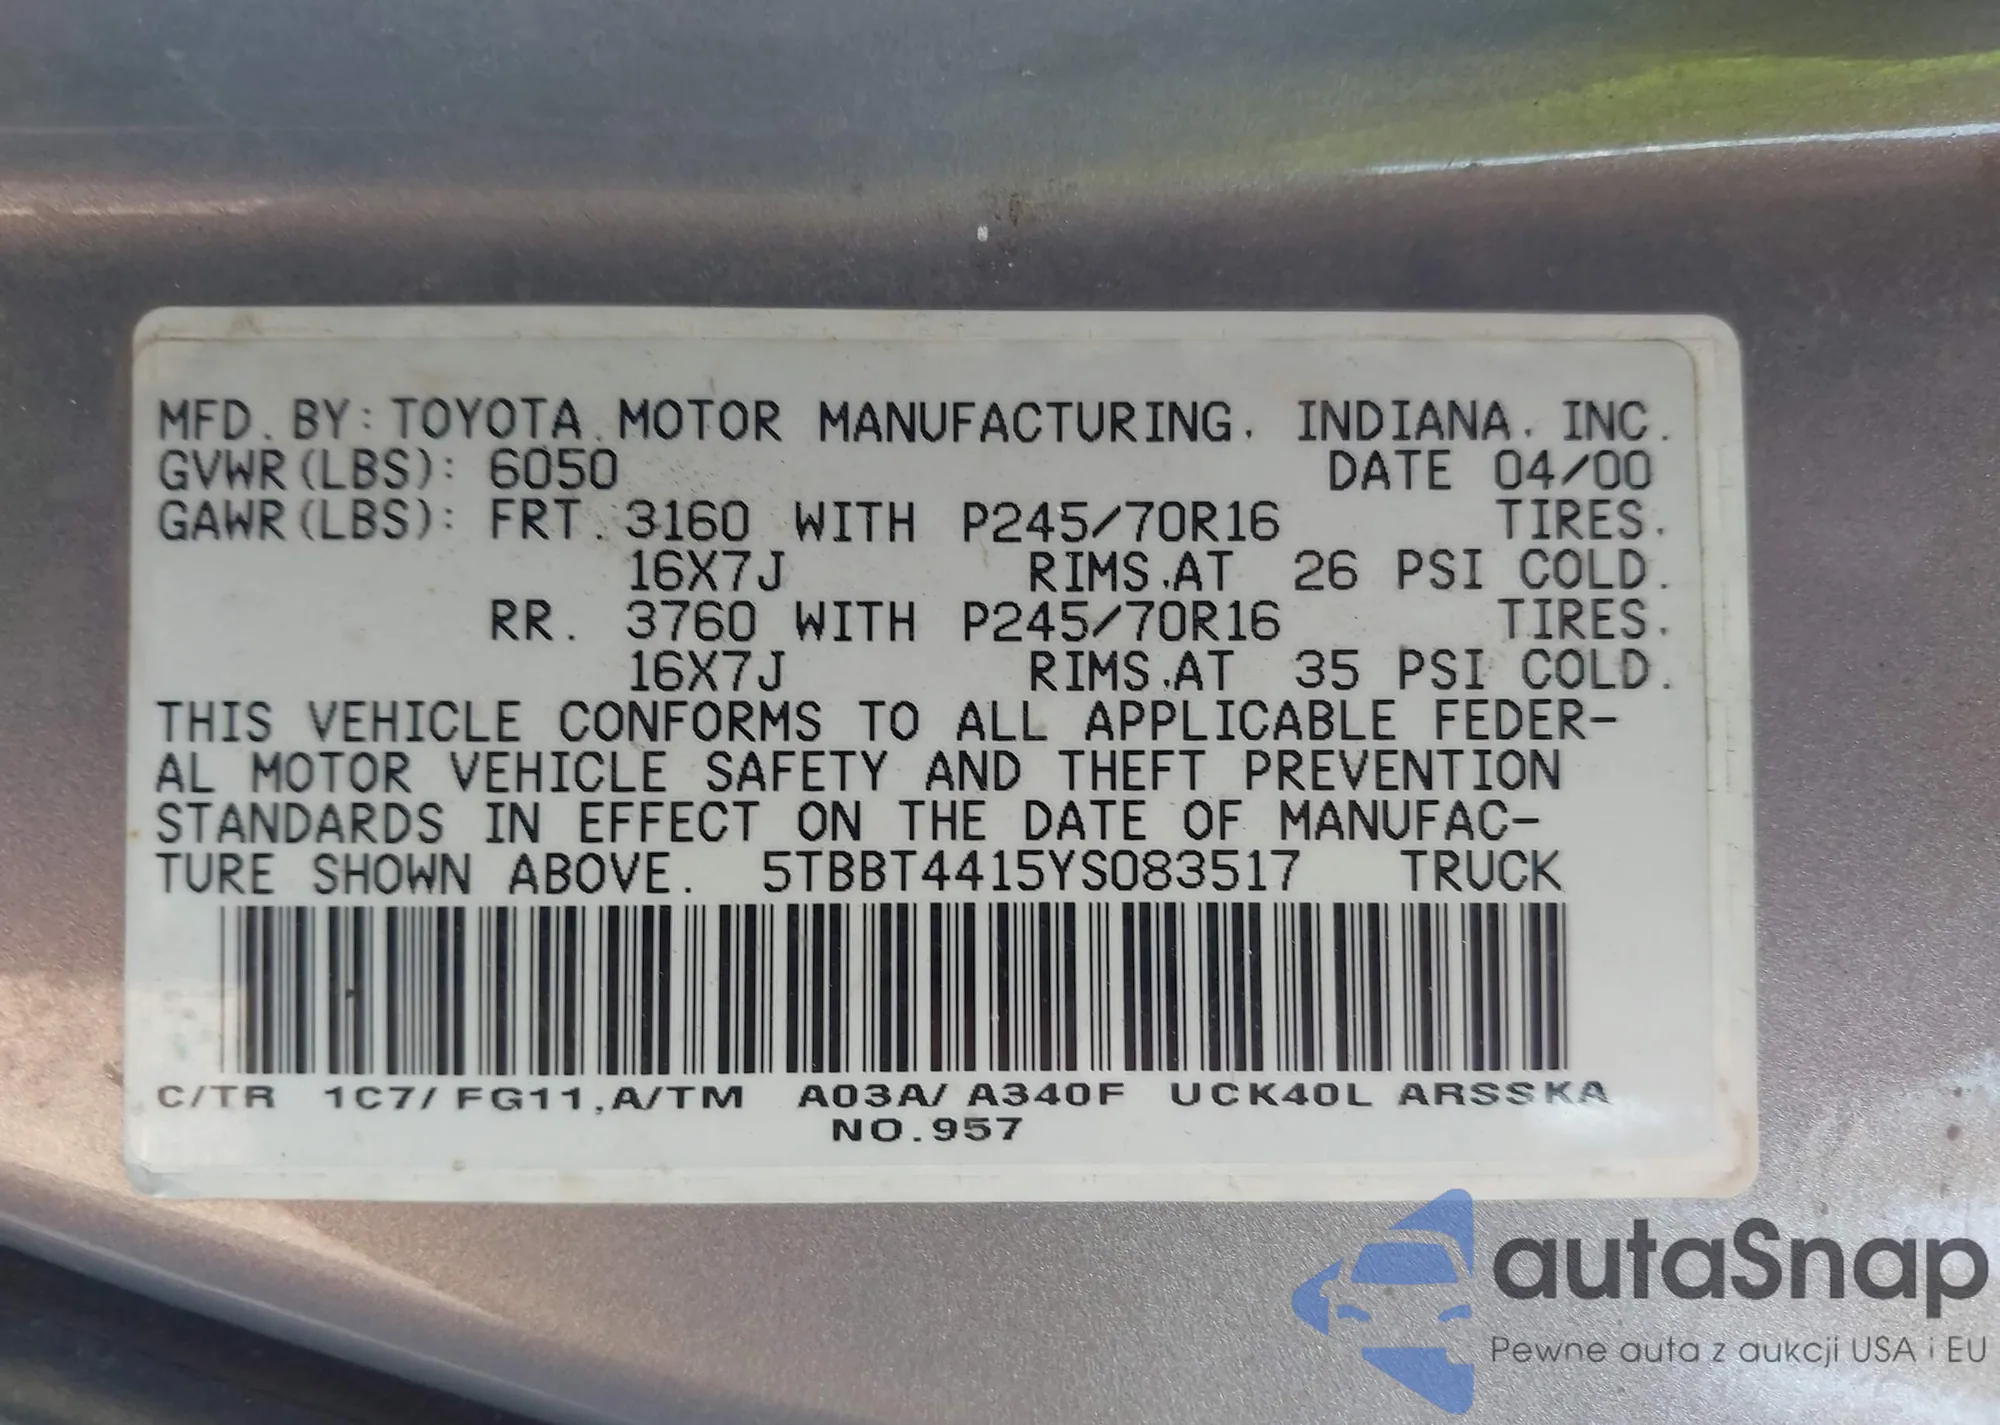 MFD. BY: TOYOTA MOTOR MANUFACTURING, INDIANA, INC.
GVWR(LBS): 6050 DATE 04/00
GAWR(LBS): FRT. 3160 WITH P245/70R16 TIRES,
16X7J RIMS,AT 26 PSI COLD.
RR. 3760 WITH P245/70R16 TIRES,
16X7J RIMS,AT 35 PSI COLD.
THIS VEHICLE CONFORMS TO ALL APPLICABLE FEDER-
AL MOTOR VEHICLE SAFETY AND THEFT PREVENTION
STANDARDS IN EFFECT ON THE DATE OF MANUFAC-
TURE SHOWN ABOVE. 5TBBT4415YS083517 TRUCK
C/TR 1C7/ FG11,A/TM A03A/ A340F UCK40L ARSSKA
NO.957
autaSnap
Pewne auta z aukcji USA i EU